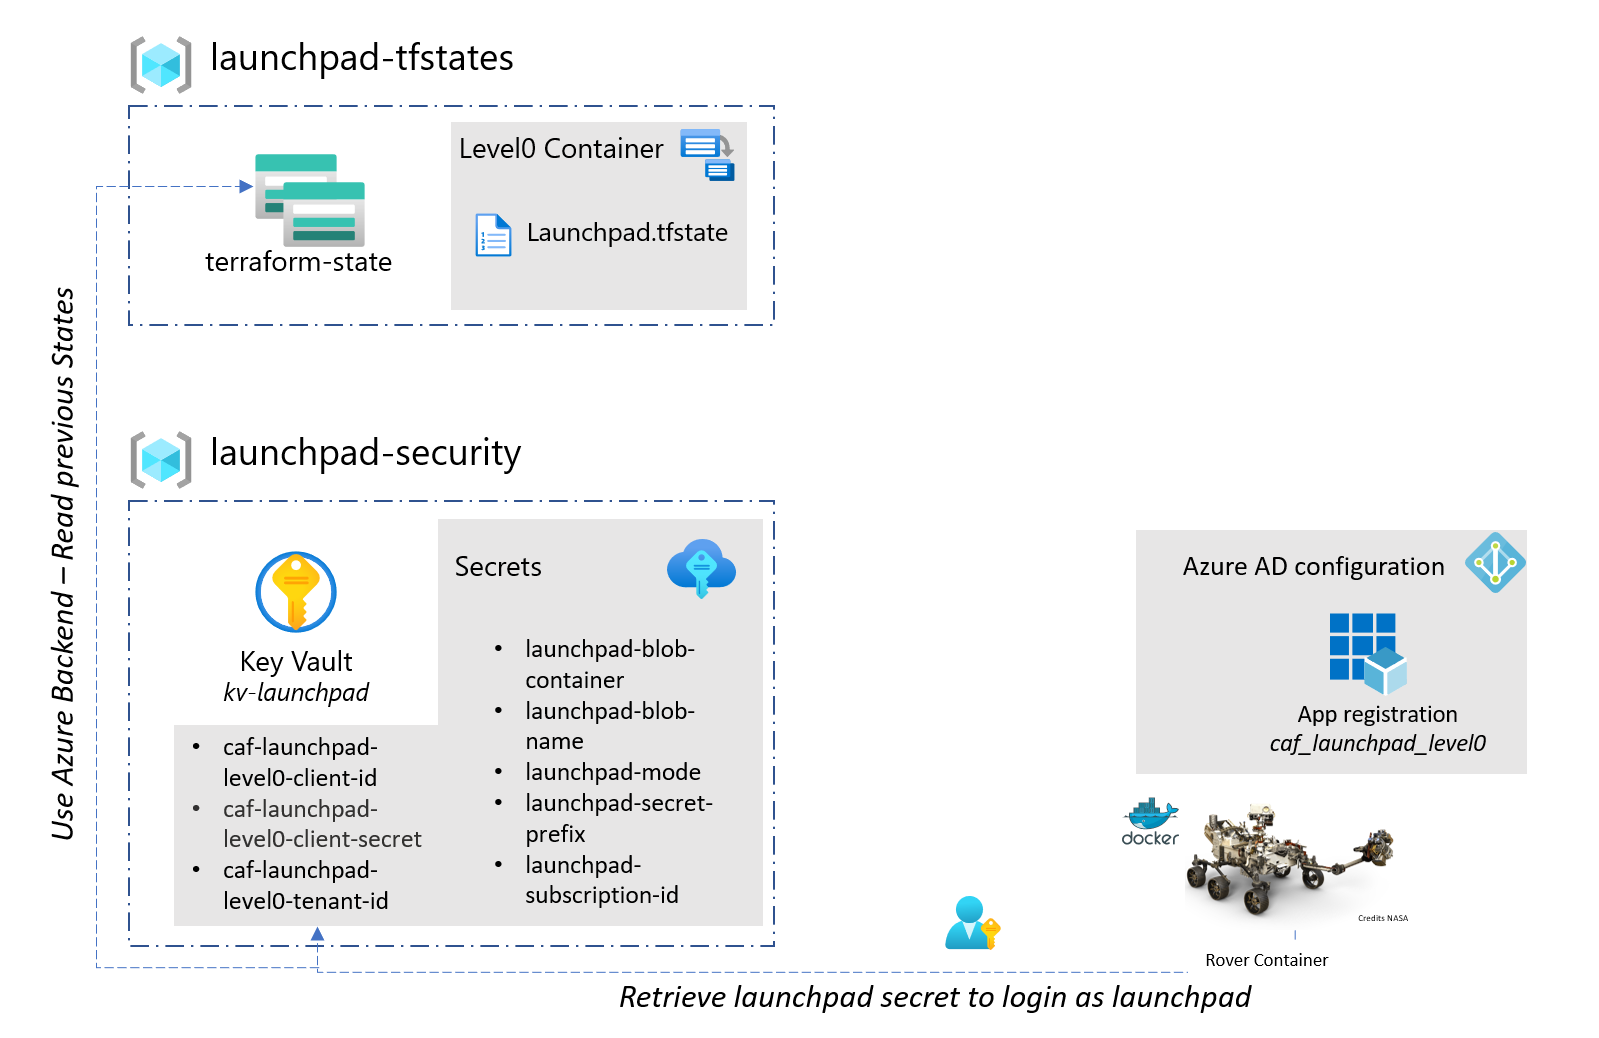 launchpad-tfstates
Level0 Container
Launchpad.tfstate
terraform-state
Use Azure Backend – Read previous States
launchpad-security
Key Vault
kv-launchpad
• caf-launchpad-
level0-client-id
• caf-launchpad-
level0-client-secret
• caf-launchpad-
level0-tenant-id
Secrets
• launchpad-blob-
container
• launchpad-blob-
name
• launchpad-mode
• launchpad-secret-
prefix
• launchpad-
subscription-id
Azure AD configuration
App registration
caf_launchpad_level0
docker
Credits NASA
Rover Container
Retrieve launchpad secret to login as launchpad
1
2
3